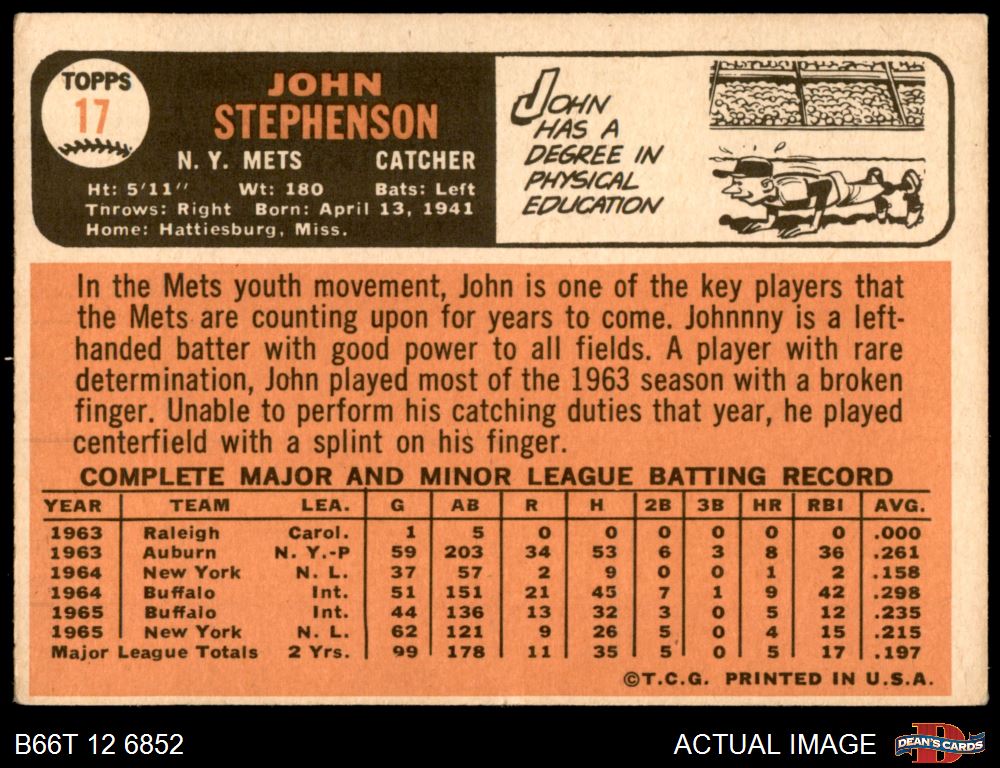 TOPPS
17
JOHN
STEPHENSON
N. Y. METS CATCHER
Ht: 5'11" Wt: 180 Bats: Left
Throws: Right Born: April 13, 1941
Home: Hattiesburg, Miss.
JOHN
HAS A
DEGREE IN
PHYSICAL
EDUCATION
In the Mets youth movement, John is one of the key players that
the Mets are counting upon for years to come. Johnnny is a left-
handed batter with good power to all fields. A player with rare
determination, John played most of the 1963 season with a broken
finger. Unable to perform his catching duties that year, he played
centerfield with a splint on his finger.
COMPLETE MAJOR AND MINOR LEAGUE BATTING RECORD
YEAR TEAM LEA. G AB R H 2B 3B HR RBI AVG.
1963 Raleigh Carol. 1 5 0 0 0 0 0 0 .000
1963 Auburn N. Y.-P 59 203 34 53 6 3 8 36 .261
1964 New York N. L. 37 57 2 9 0 0 1 2 .158
1964 Buffalo Int. 51 151 21 45 7 1 9 42 .298
1965 Buffalo Int. 44 136 13 32 3 0 5 12 .235
1965 New York N. L. 62 121 9 26 5 0 4 15 .215
Major League Totals 2 Yrs. 99 178 11 35 5 0 5 17 .197
©T.C.G. PRINTED IN U.S.A.
B66T 12 6852 ACTUAL IMAGE
D
DEAN'S CARDS